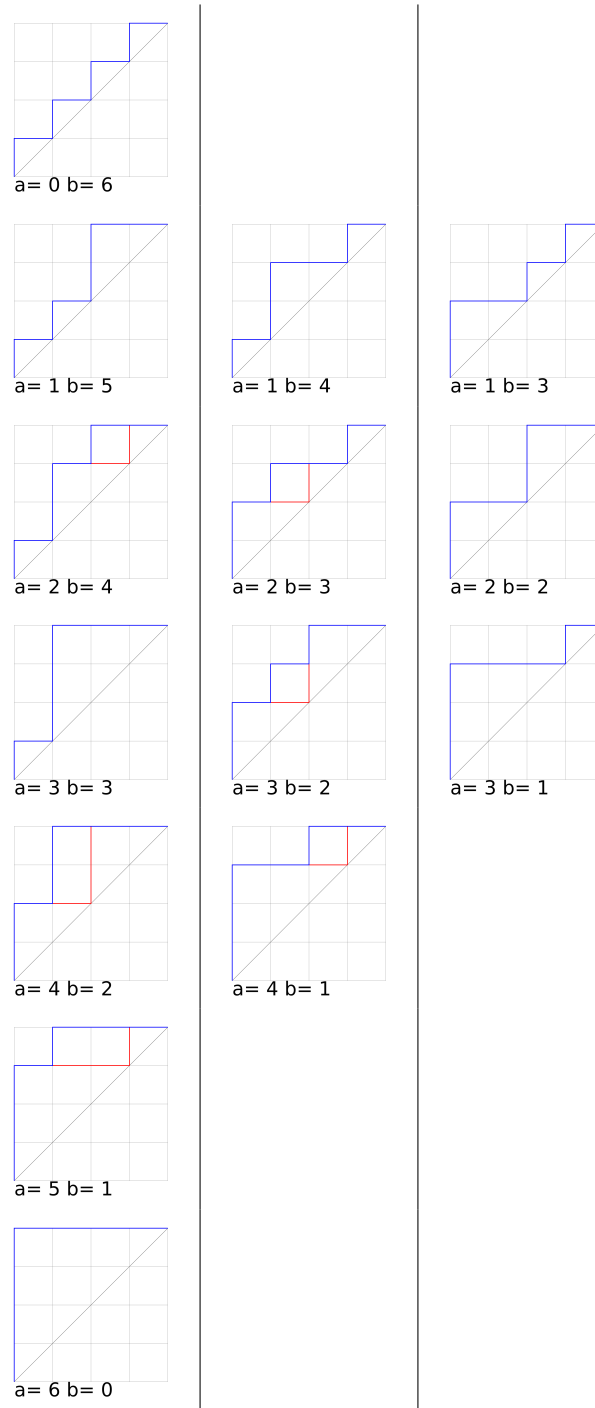 a= 0 b= 6
a= 1 b= 5
a= 1 b= 4
a= 1 b= 3
a= 2 b= 4
a= 2 b= 3
a= 2 b= 2
a= 3 b= 3
a= 3 b= 2
a= 3 b= 1
a= 4 b= 2
a= 4 b= 1
a= 5 b= 1
a= 6 b= 0